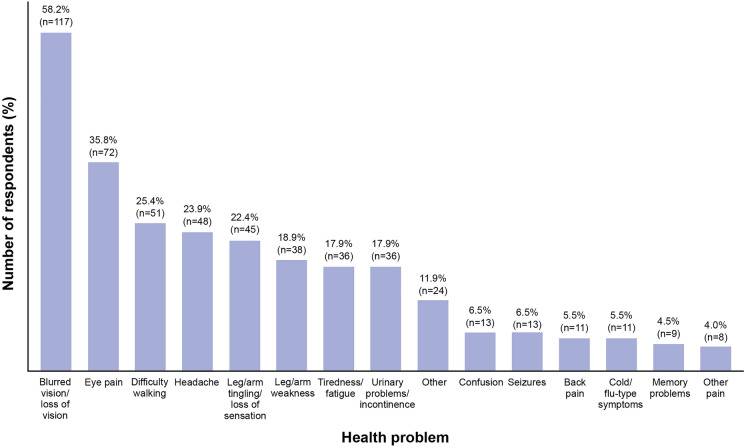 58.2%
(n=117)
35.8%
(n=72)
25.4%
(n=51)
23.9%
(n=48)
22.4%
(n=45)
18.9%
(n=38)
17.9%
(n=36)
17.9%
(n=36)
11.9%
(n=24)
6.5%
(n=13)
6.5%
(n=13)
5.5%
(n=11)
5.5%
(n=11)
4.5%
(n=9)
4.0%
(n=8)
Number of respondents (%)
Blurred
vision/
loss of
vision
Eye pain
Difficulty
walking
Headache
Leg/arm
tingling/
loss of
sensation
Leg/arm
weakness
Tiredness/
fatigue
Urinary
problems/
incontinence
Other
Confusion
Seizures
Back
pain
Cold/
flu-type
symptoms
Memory
problems
Other
pain
Health problem